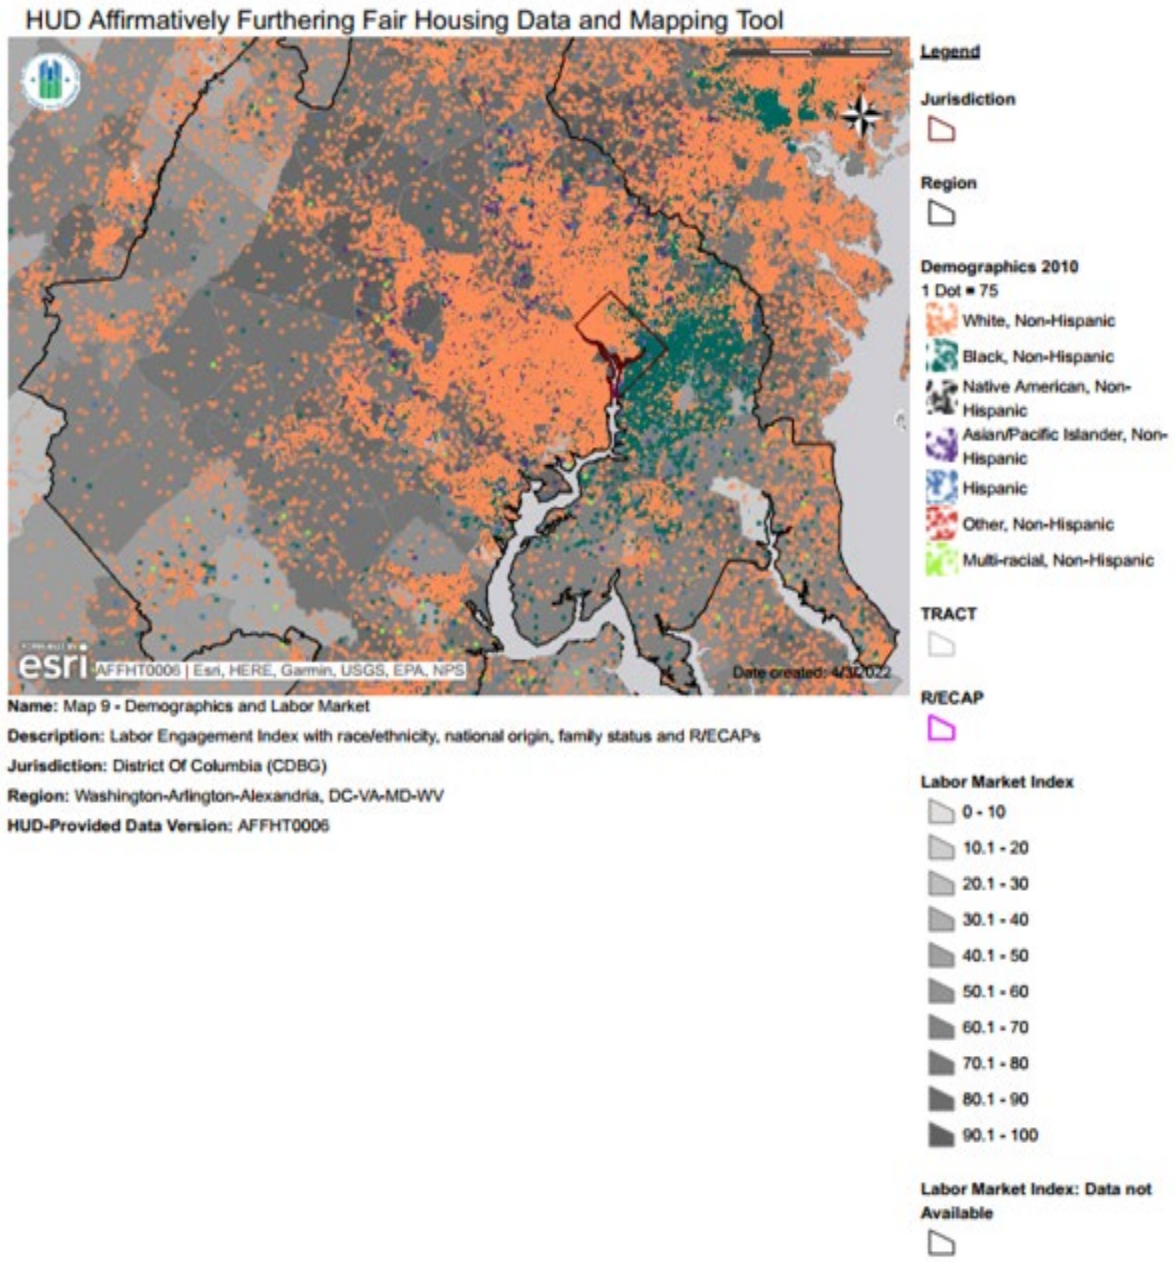 HUD Affirmatively Furthering Fair Housing Data and Mapping Tool
Legend
Jurisdiction
Region
Demographics 2010
1 Dot = 75
White, Non-Hispanic
Black, Non-Hispanic
Native American, Non-
Hispanic
Asian/Pacific Islander, Non-
Hispanic
Hispanic
Other, Non-Hispanic
Multi-racial, Non-Hispanic
TRACT
R/ECAP
Labor Market Index
0 - 10
10.1 - 20
20.1 - 30
30.1 - 40
40.1 - 50
50.1 - 60
60.1 - 70
70.1 - 80
80.1 - 90
90.1 - 100
Labor Market Index: Data not
Available
POWERED BY
esri
AFFHT0006 | Esri, HERE, Garmin, USGS, EPA, NPS
Date created: 4/3/2022
Name: Map 9 - Demographics and Labor Market
Description: Labor Engagement Index with race/ethnicity, national origin, family status and R/ECAPs
Jurisdiction: District Of Columbia (CDBG)
Region: Washington-Arlington-Alexandria, DC-VA-MD-WV
HUD-Provided Data Version: AFFHT0006